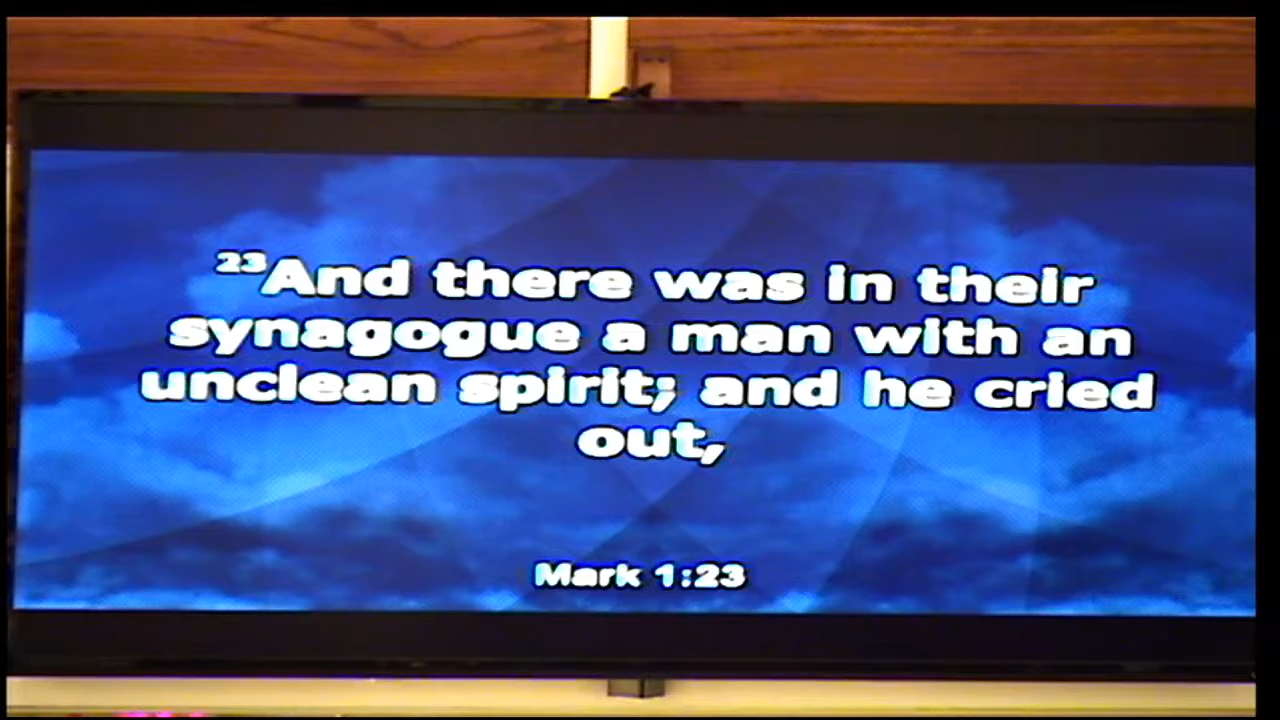 23And there was in their
synagogue a man with an
unclean spirit; and he cried
out,
Mark 1:23